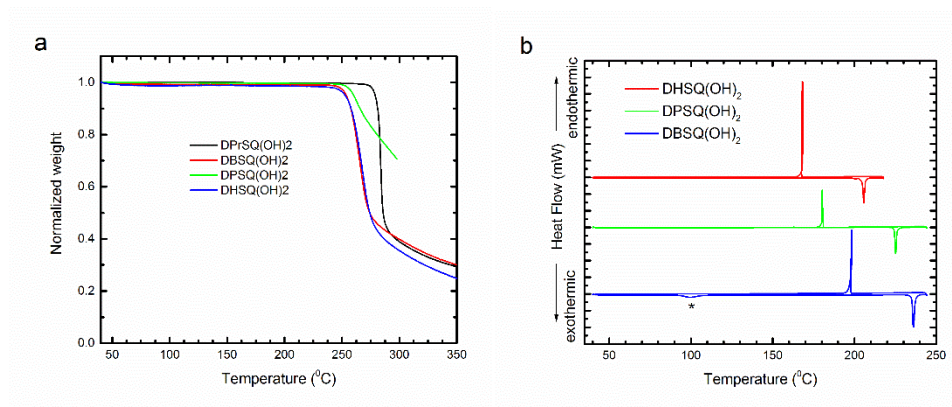 a
Normalized weight
1.0
0.8
0.6
0.4
0.2
0.0
DPrSQ(OH)2
DBSQ(OH)2
DPSQ(OH)2
DHSQ(OH)2
50 100 150 200 250 300 350
Temperature (⁰C)
b
exothermic ← Heat Flow (mW) → endothermic
DHSQ(OH)₂
DPSQ(OH)₂
DBSQ(OH)₂
*
50 100 150 200 250
Temperature (⁰C)